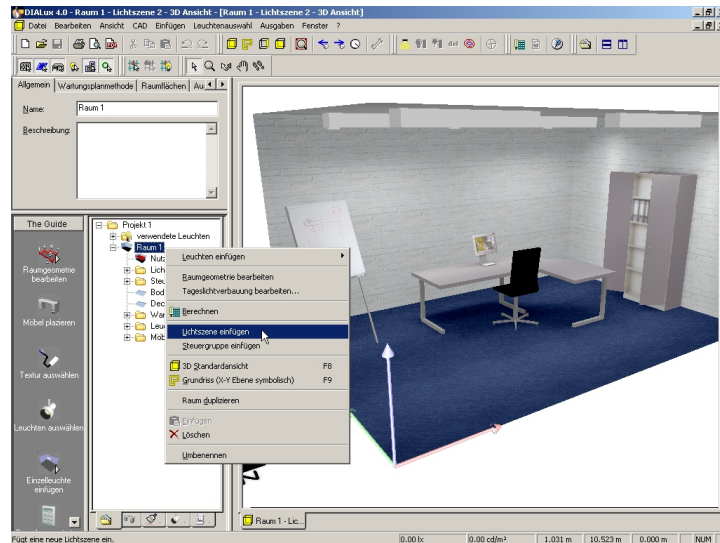 DIALux 4.0 - Raum 1 - Lichtszene 2 - 3D Ansicht - [Raum 1 - Lichtszene 2 - 3D Ansicht]
Datei Bearbeiten Ansicht CAD Einfügen Leuchtenauswahl Ausgaben Fenster ?
Allgemein Wartungsplanmethode Raumflächen
Name: Raum 1
Beschreibung:
The Guide
Raumgeometrie bearbeiten
Möbel plazieren
Textur auswählen
Leuchten auswählen
Einzelleuchte einfügen
Projekt 1
verwendete Leuchten
Raum 1
Leuchten einfügen
Raumgeometrie bearbeiten
Tageslichtverbauung bearbeiten...
Berechnen
Lichtszene einfügen
Steuergruppe einfügen
3D Standardansicht F8
Grundriss (X-Y Ebene symbolisch) F9
Raum duplizieren
Einfügen
Löschen
Umbenennen
Raum 1 - Lic...
Fügt eine neue Lichtszene ein. 0.00 lx 0.00 cd/m² 1.031 m 10.523 m 0.000 m NUM